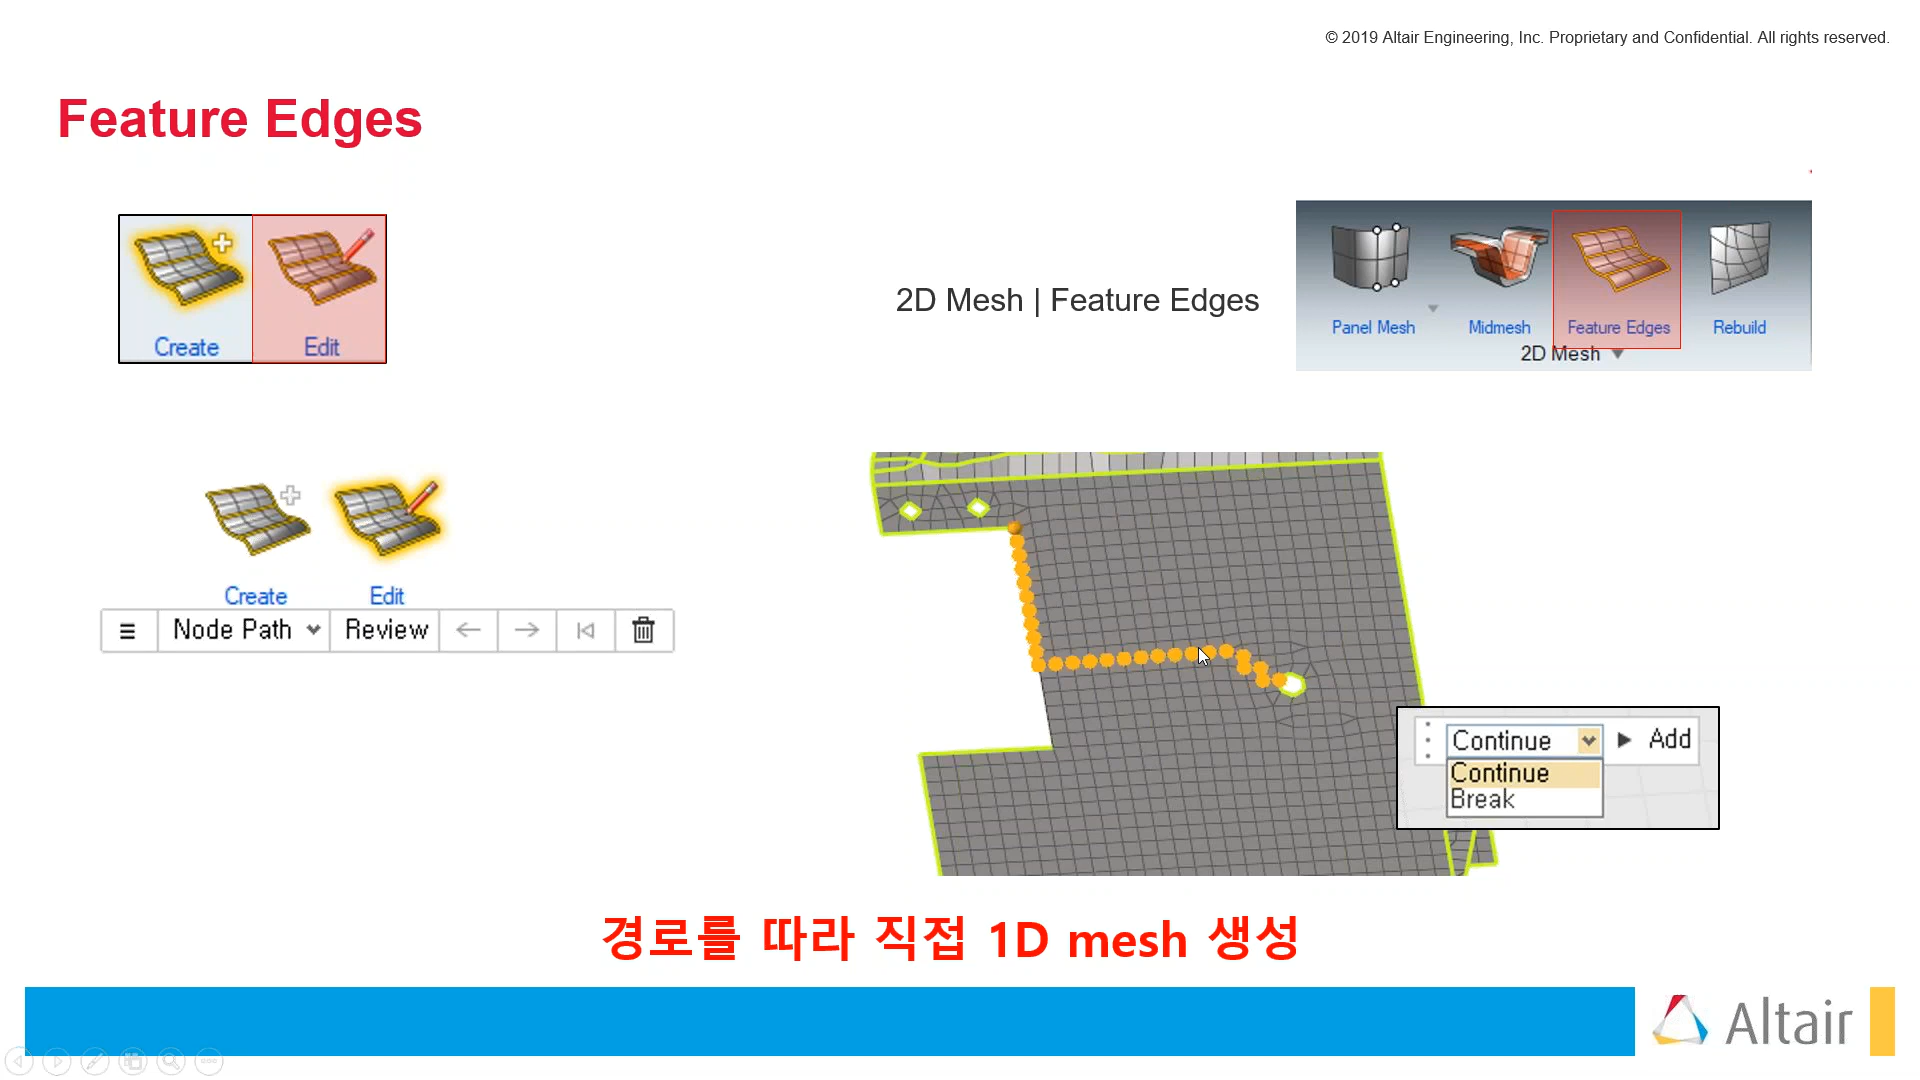 © 2019 Altair Engineering, Inc. Proprietary and Confidential. All rights reserved.
Feature Edges
Create
Edit
2D Mesh | Feature Edges
Panel Mesh
Midmesh
Feature Edges
Rebuild
2D Mesh
Create
Edit
Node Path
Review
Continue
Add
Continue
Break
경로를 따라 직접 1D mesh 생성
Altair